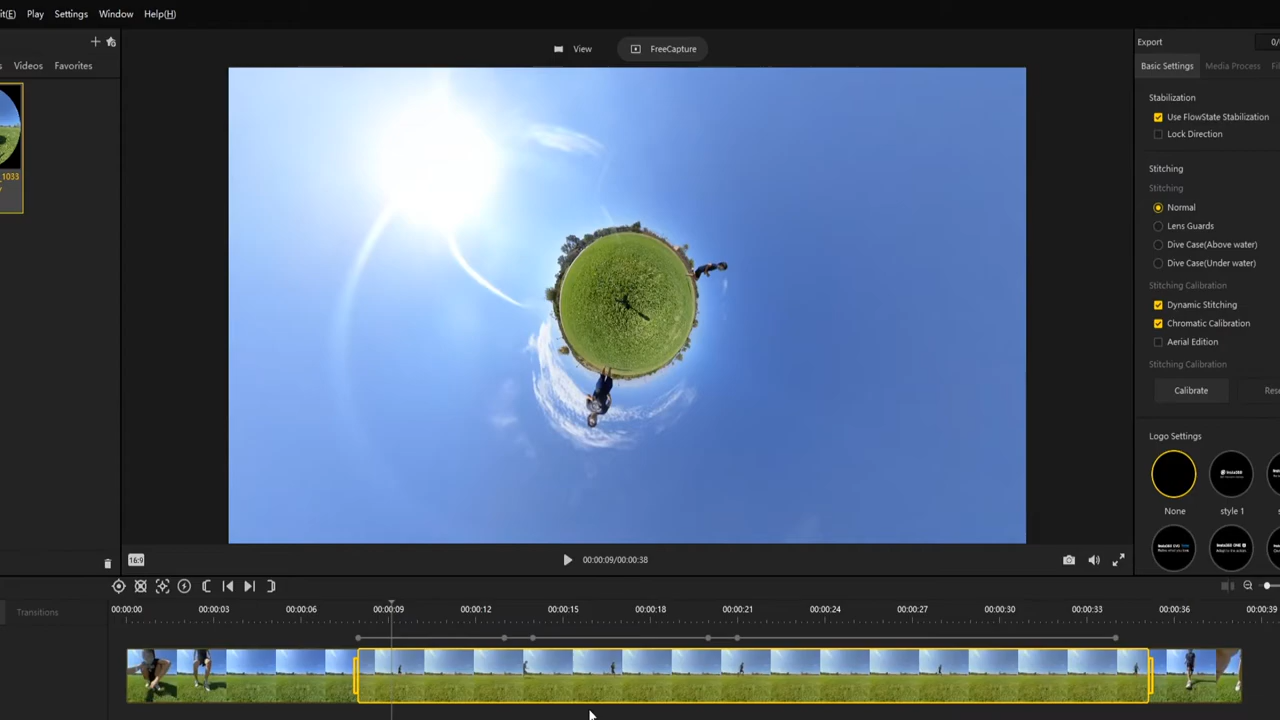 it(E) Play Settings Window Help(H)
Export 0/
View FreeCapture
s Videos Favorites
Basic Settings Media Process Fi
Stabilization
Use FlowState Stabilization
Lock Direction
Stitching
Stitching
Normal
Lens Guards
Dive Case(Above water)
Dive Case(Under water)
Stitching Calibration
Dynamic Stitching
Chromatic Calibration
Aerial Edition
Stitching Calibration
Calibrate Rese
Logo Settings
None style 1 s
_1033
16:9
00:00:09/00:00:38
Transitions
00:00:00 00:00:03 00:00:06 00:00:09 00:00:12 00:00:15 00:00:18 00:00:21 00:00:24 00:00:27 00:00:30 00:00:33 00:00:36 00:00:39